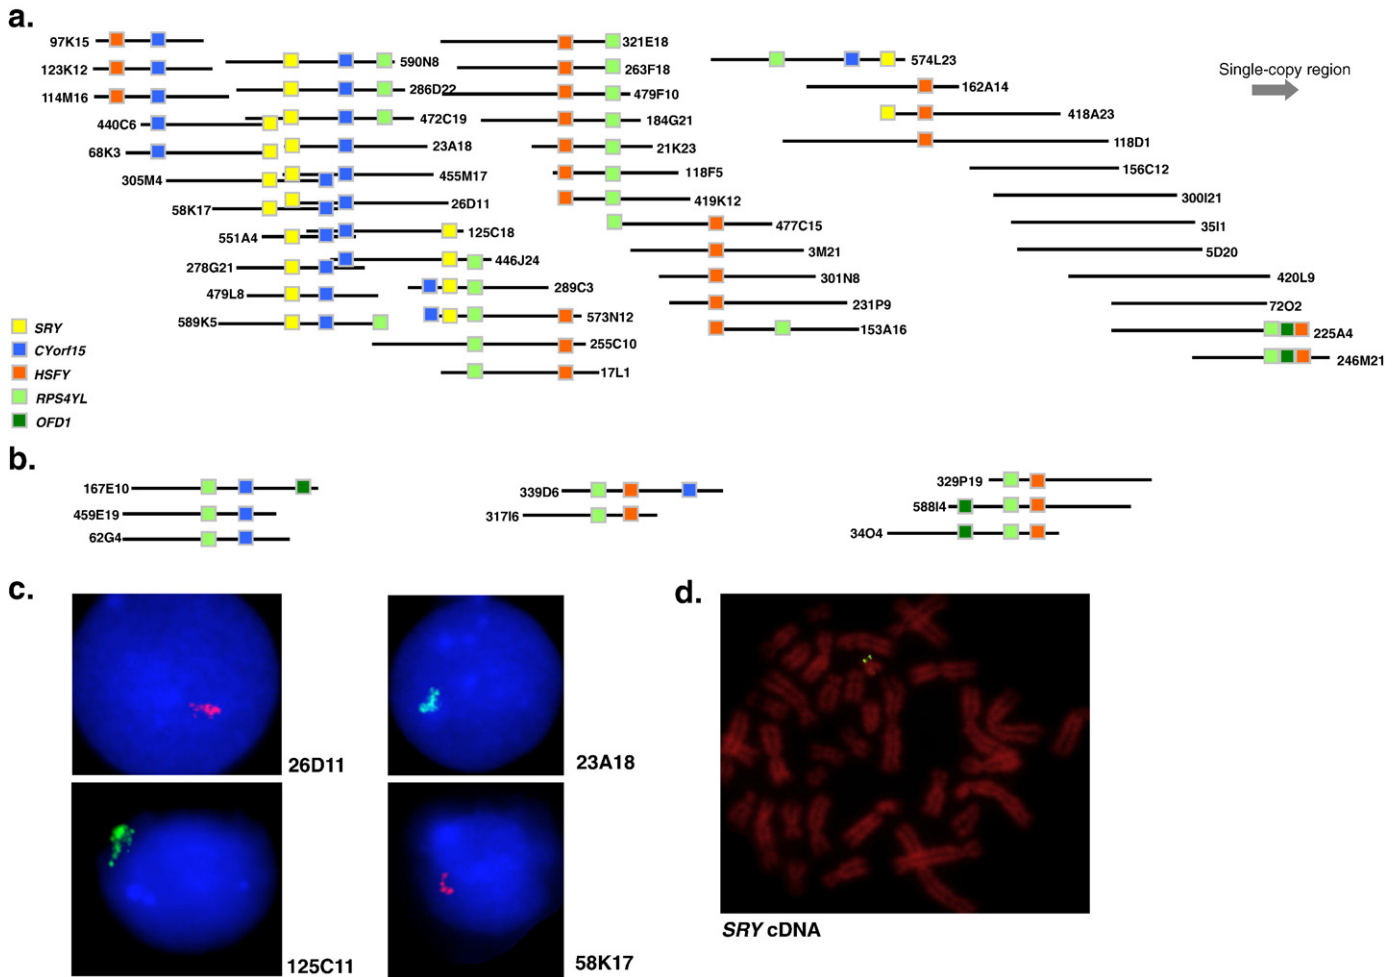 a.
97K15
123K12
114M16
440C6
68K3
305M4
58K17
551A4
278G21
479L8
589K5
590N8
286D22
472C19
23A18
455M17
26D11
125C18
446J24
289C3
573N12
255C10
17L1
321E18
263F18
479F10
184G21
21K23
118F5
419K12
477C15
3M21
301N8
231P9
153A16
574L23
162A14
418A23
118D1
156C12
300I21
35I1
5D20
420L9
72O2
225A4
246M21
Single-copy region
SRY
CYorf15
HSFY
RPS4YL
OFD1
b.
167E10
459E19
62G4
339D6
317I6
329P19
588I4
34O4
c.
26D11
23A18
125C11
58K17
d.
SRY cDNA